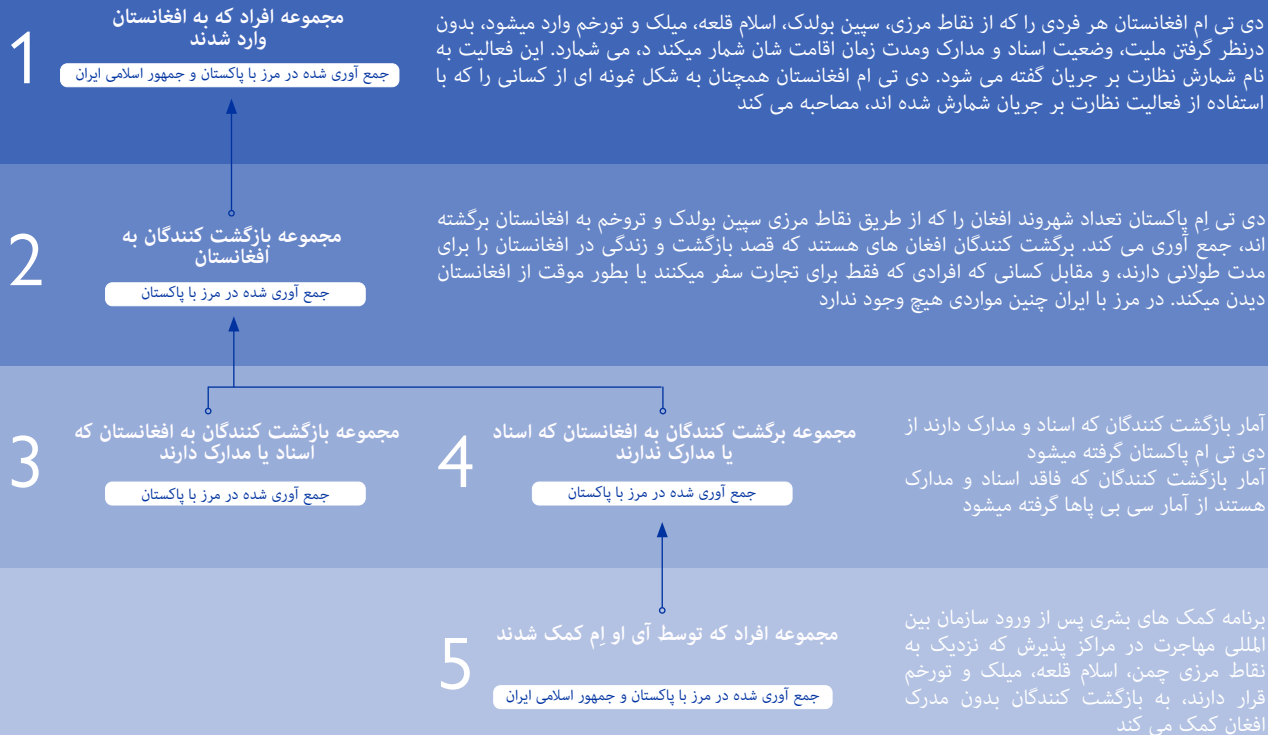 1
مجموعه افراد که به افغانستان
وارد شدند
جمع آوری شده در مرز با پاکستان و جمهور اسلامی ایران
دی تی ام افغانستان هر فردی را که از نقاط مرزی، سپین بولدک، اسلام قلعه، میلک و تورخم وارد میشود، بدون
درنظر گرفتن ملیت، وضعیت اسناد و مدارک ومدت زمان اقامت شان شمار میکند د، می شمارد. این فعالیت به
نام شمارش نظارت بر جریان گفته می شود. دی تی ام افغانستان همچنان به شکل نمونه ای از کسانی را که با
استفاده از فعالیت نظارت بر جریان شمارش شده اند، مصاحبه می کند
2
مجموعه بازگشت کنندگان به
افغانستان
جمع آوری شده در مرز با پاکستان
دی تی اِم پاکستان تعداد شهروند افغان را که از طریق نقاط مرزی سپین بولدک و تروخم به افغانستان برگشته
اند، جمع آوری می کند. برگشت کنندگان افغان های هستند که قصد بازگشت و زندگی در افغانستان را برای
مدت طولانی دارند، و مقابل کسانی که افرادی که فقط برای تجارت سفر میکنند یا بطور موقت از افغانستان
دیدن میکند. در مرز با ایران چنین مواردی هیچ وجود ندارد
3
مجموعه بازگشت کنندگان به افغانستان که
اسناد یا مدارک دارند
جمع آوری شده در مرز با پاکستان
4
مجموعه برگشت کنندگان به افغانستان که اسناد
یا مدارک ندارند
جمع آوری شده در مرز با پاکستان
آمار بازگشت کنندگان که اسناد و مدارک دارند از
دی تی ام پاکستان گرفته میشود
آمار بازگشت کنندگان که فاقد اسناد و مدارک
هستند از آمار سی بی پاها گرفته میشود
5
مجموعه افراد که توسط آی او اِم کمک شدند
جمع آوری شده در مرز با پاکستان و جمهور اسلامی ایران
برنامه کمک های بشری پس از ورود سازمان بین
المللی مهاجرت در مراکز پذیرش که نزدیک به
نقاط مرزی چمن، اسلام قلعه، میلک و تورخم
قرار دارند، به بازگشت کنندگان بدون مدرک
افغان کمک می کند